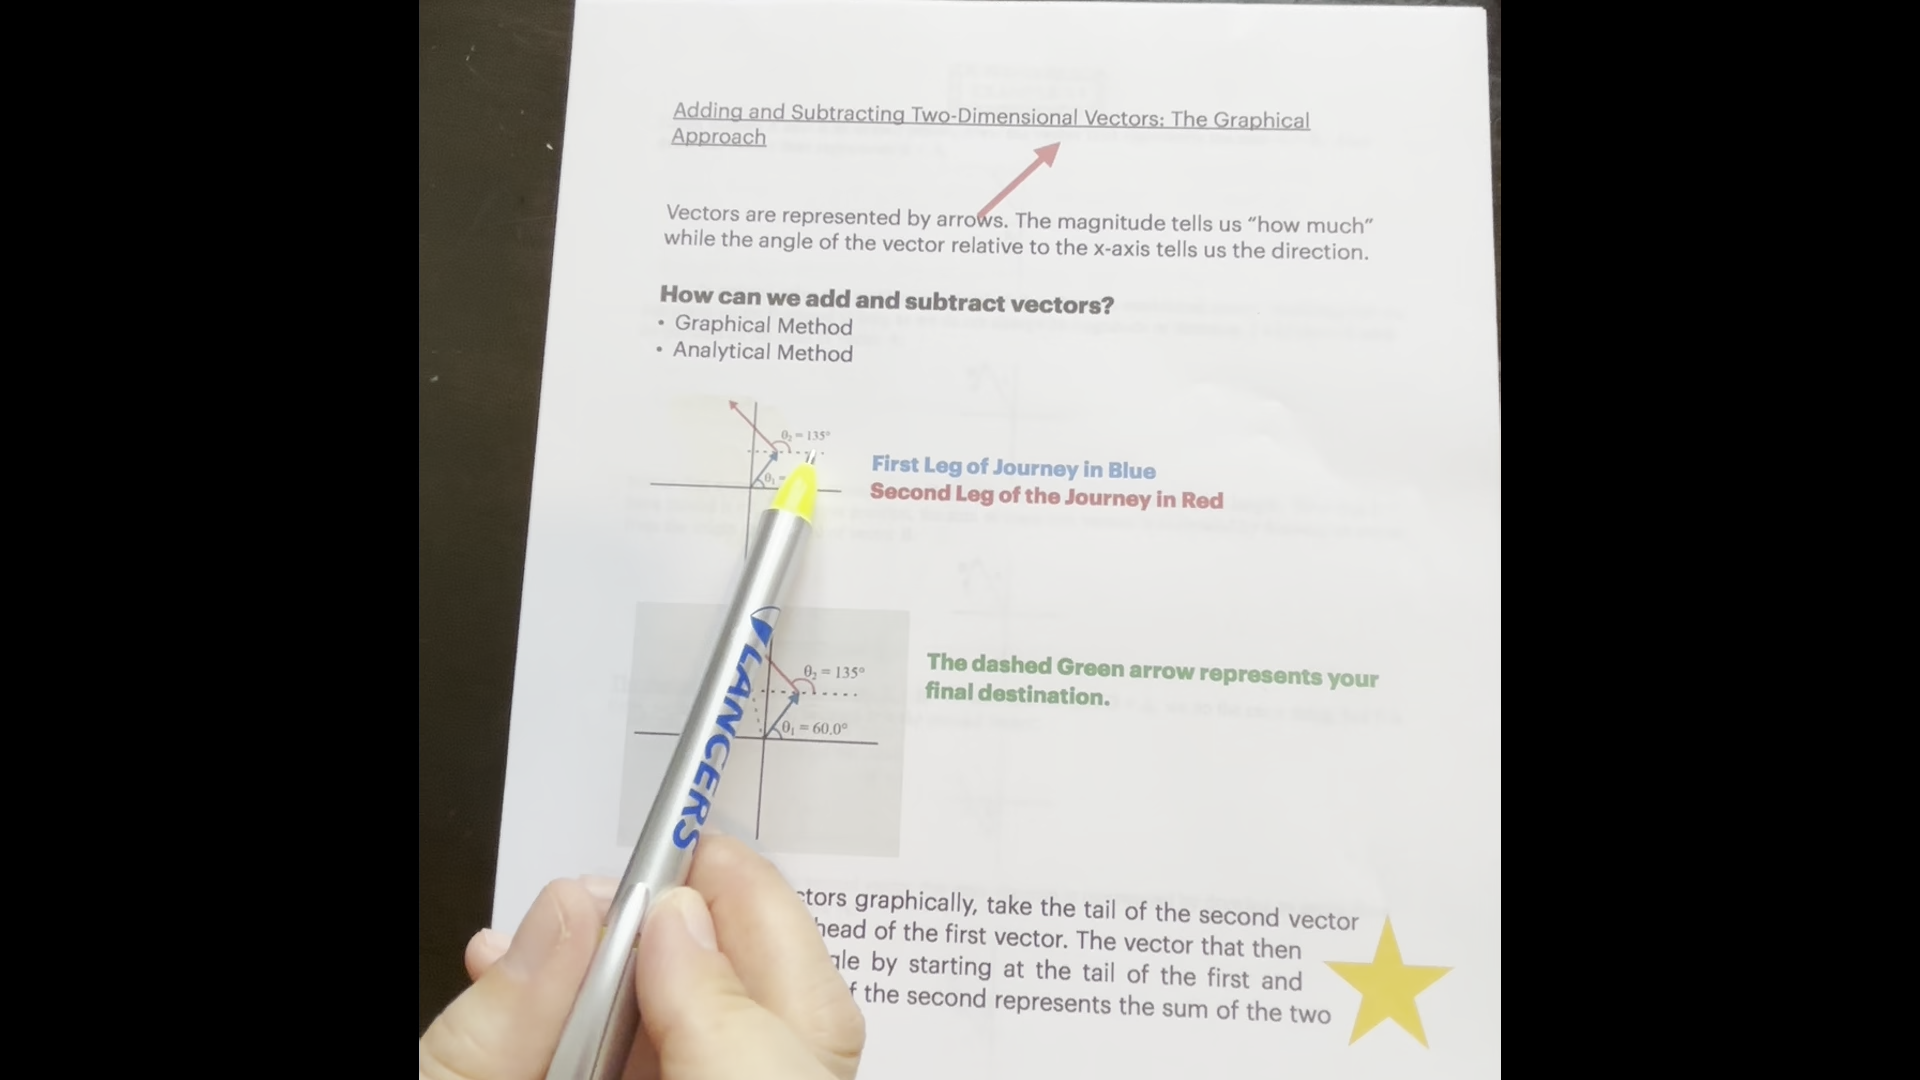 Adding and Subtracting Two-Dimensional Vectors: The Graphical
Approach
Vectors are represented by arrows. The magnitude tells us “how much”
while the angle of the vector relative to the x-axis tells us the direction.
How can we add and subtract vectors?
• Graphical Method
• Analytical Method
θ₂ = 135°
θ₁ =
First Leg of Journey in Blue
Second Leg of the Journey in Red
θ₂ = 135°
θ₁ = 60.0°
The dashed Green arrow represents your
final destination.
LANCERS
graphically, take the tail of the second vector
head of the first vector. The vector that then
by starting at the tail of the first and
the second represents the sum of the two